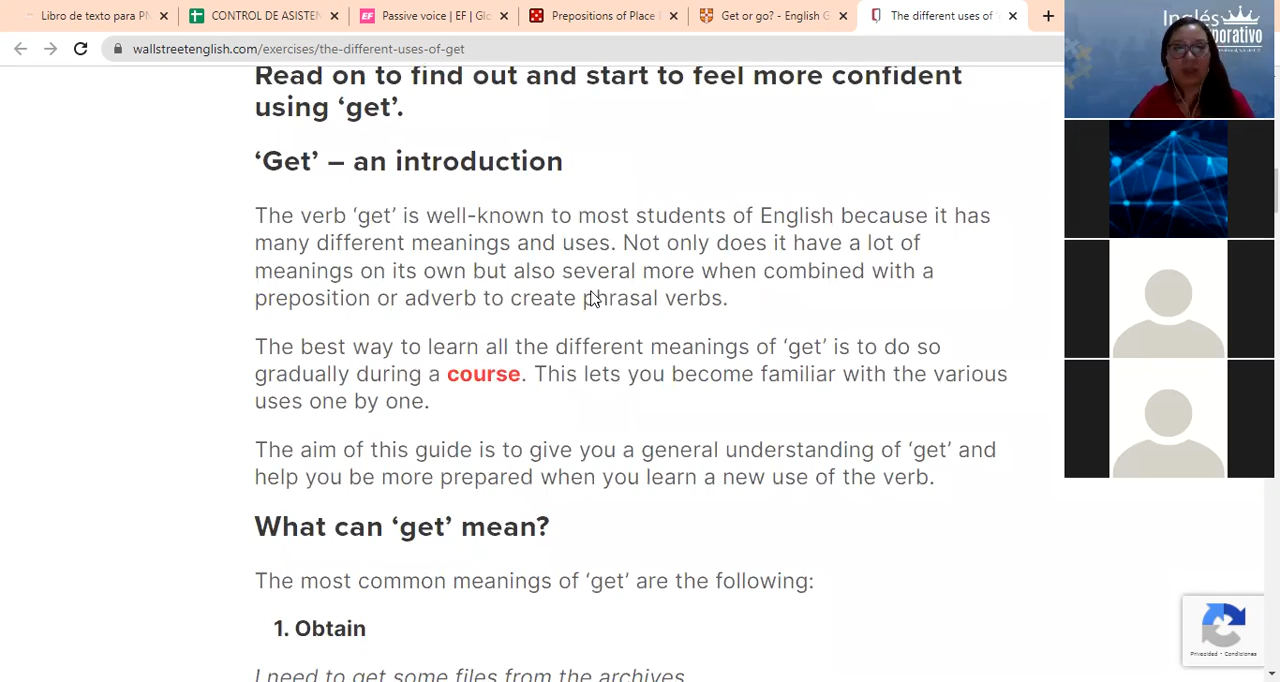 Libro de texto para PN
CONTROL DE ASISTEN
Passive voice | EF | Glo
Prepositions of Place |
Get or go? - English G
The different uses of
wallstreetenglish.com/exercises/the-different-uses-of-get
Inglés
porativo
Read on to find out and start to feel more confident
using ‘get’.
‘Get’ – an introduction
The verb ‘get’ is well-known to most students of English because it has
many different meanings and uses. Not only does it have a lot of
meanings on its own but also several more when combined with a
preposition or adverb to create phrasal verbs.
The best way to learn all the different meanings of ‘get’ is to do so
gradually during a course. This lets you become familiar with the various
uses one by one.
The aim of this guide is to give you a general understanding of ‘get’ and
help you be more prepared when you learn a new use of the verb.
What can ‘get’ mean?
The most common meanings of ‘get’ are the following:
1. Obtain
I need to get some files from the archives
Privacidad - Condiciones